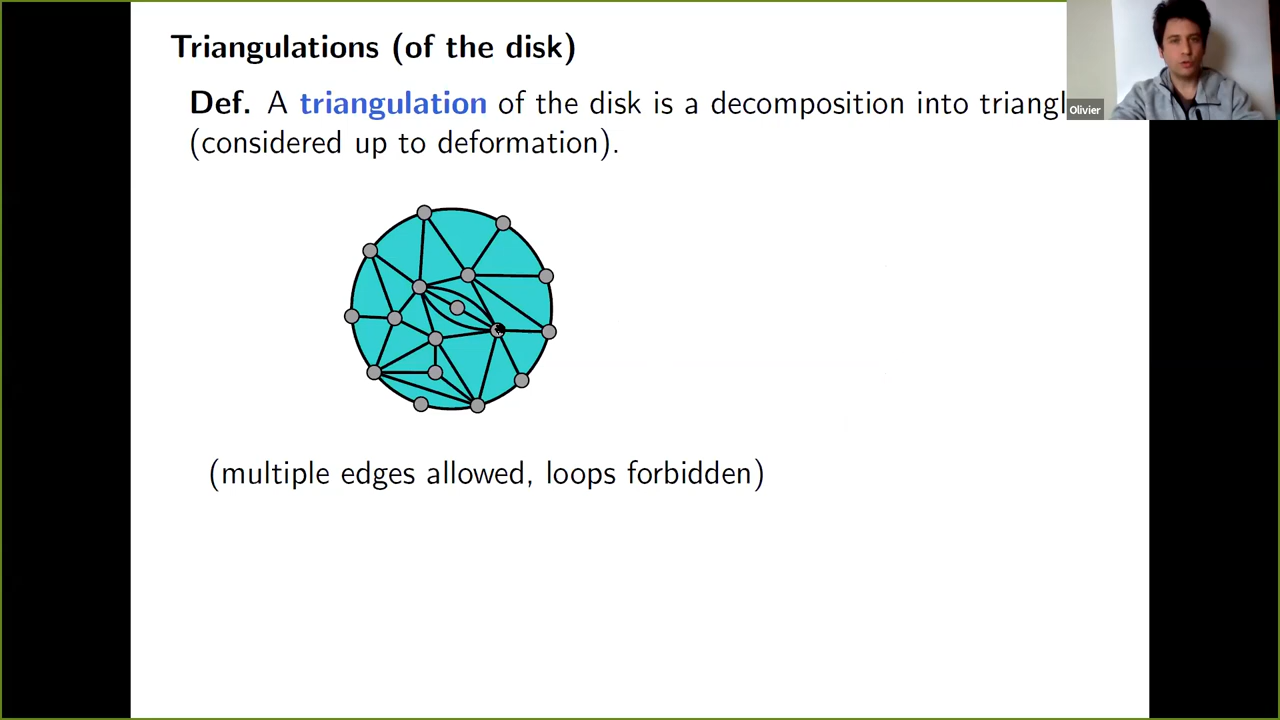 Triangulations (of the disk)
Def. A triangulation of the disk is a decomposition into triangl
(considered up to deformation).
Olivier
(multiple edges allowed, loops forbidden)